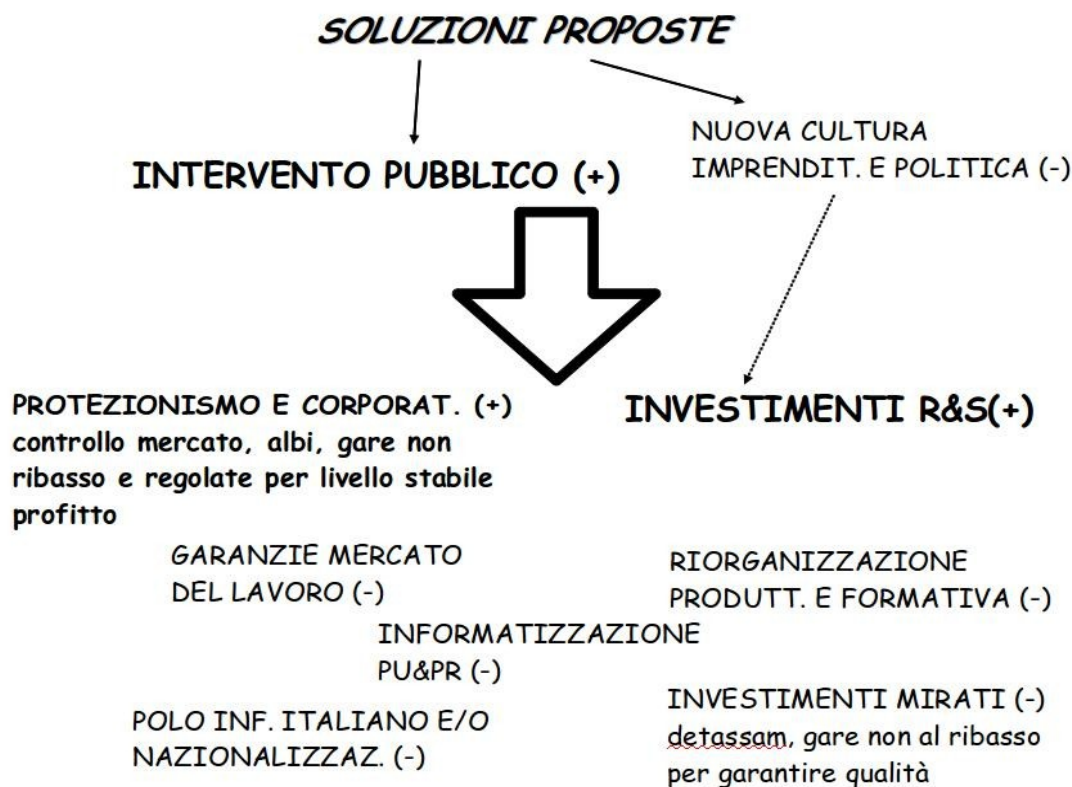 SOLUZIONI PROPOSTE
NUOVA CULTURA
IMPRENDIT. E POLITICA (-)
INTERVENTO PUBBLICO (+)
PROTEZIONISMO E CORPORAT. (+)
controllo mercato, albi, gare non
ribasso e regolate per livello stabile
profitto
INVESTIMENTI R&S(+)
GARANZIE MERCATO
DEL LAVORO (-)
RIORGANIZZAZIONE
PRODUTT. E FORMATIVA (-)
INFORMATIZZAZIONE
PU&PR (-)
POLO INF. ITALIANO E/O
NAZIONALIZZAZ. (-)
INVESTIMENTI MIRATI (-)
detassam, gare non al ribasso
per garantire qualità